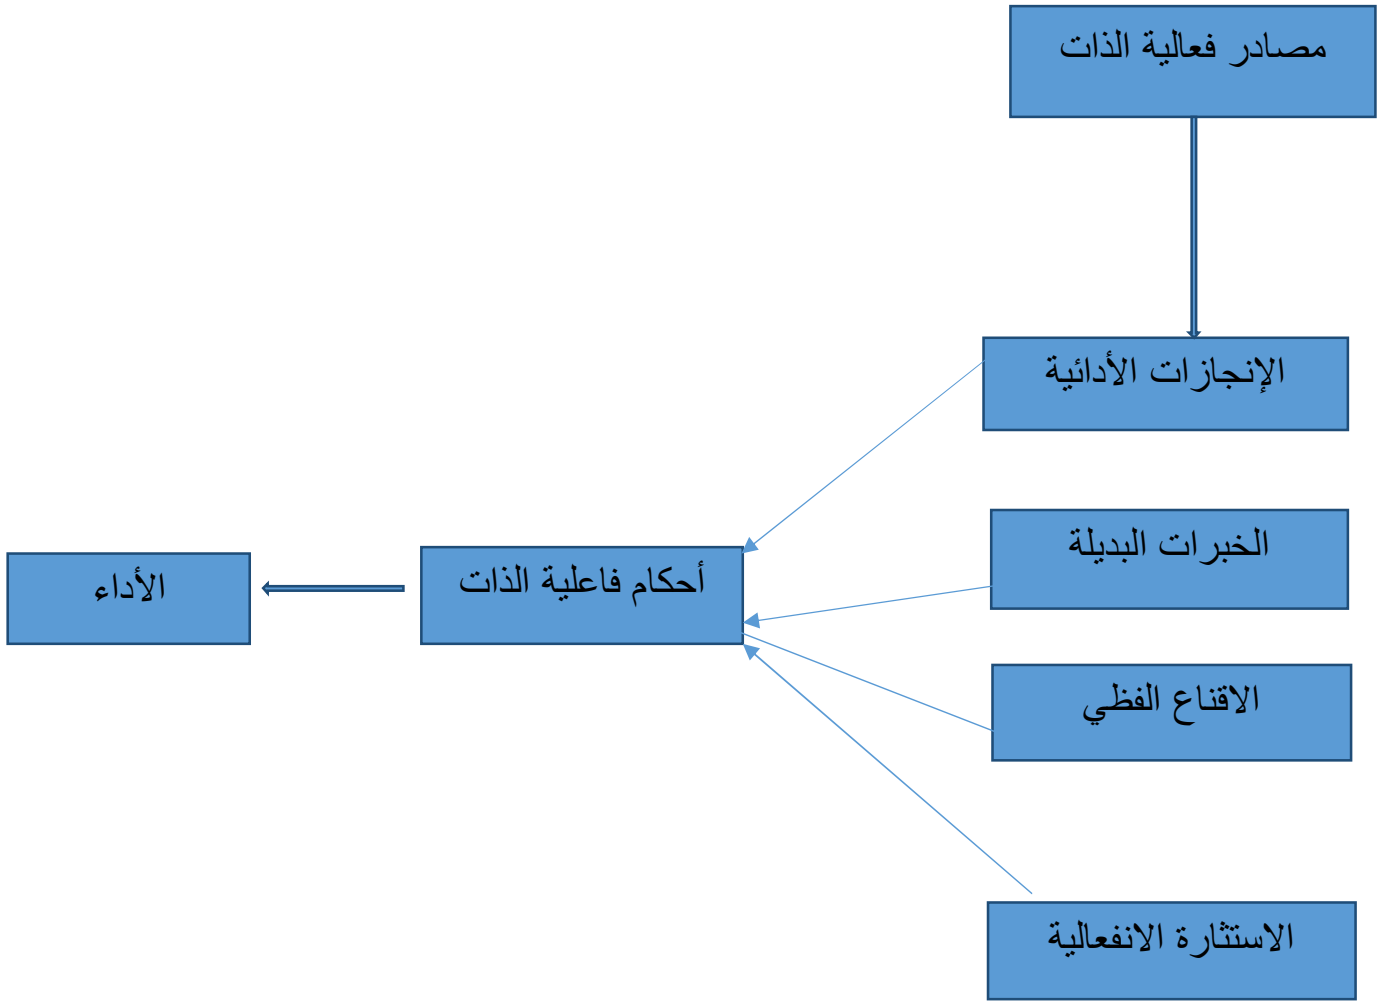 مصادر فعالية الذات
الإنجازات الأدائية
الخبرات البديلة
أحكام فاعلية الذات
الأداء
الاقناع الفظي
الاستثارة الانفعالية